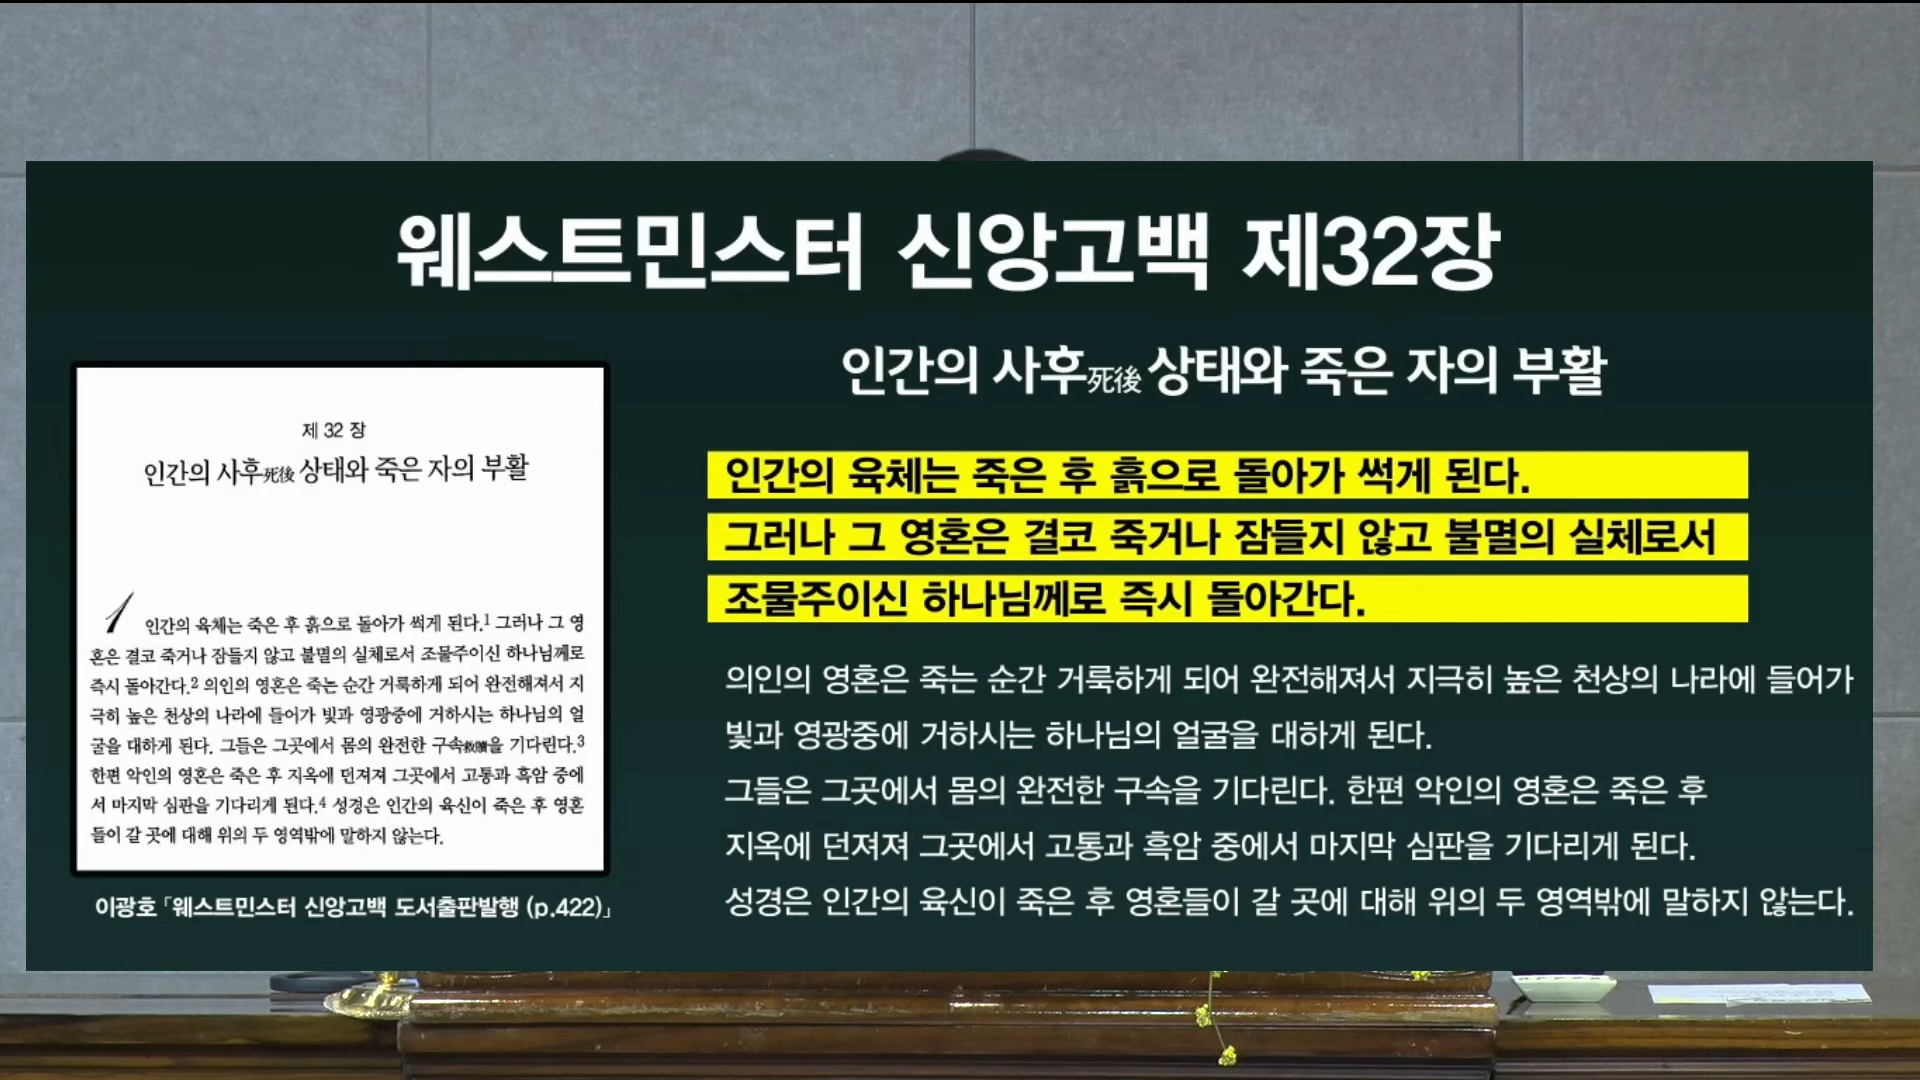 웨스트민스터 신앙고백 제32장
인간의 사후死後 상태와 죽은 자의 부활
제 32 장
인간의 사후死後 상태와 죽은 자의 부활
1 인간의 육체는 죽은 후 흙으로 돌아가 썩게 된다.1 그러나 그 영
혼은 결코 죽거나 잠들지 않고 불멸의 실체로서 조물주이신 하나님께로
즉시 돌아간다.2 의인의 영혼은 죽는 순간 거룩하게 되어 완전해져서 지
극히 높은 천상의 나라에 들어가 빛과 영광중에 거하시는 하나님의 얼
굴을 대하게 된다. 그들은 그곳에서 몸의 완전한 구속救贖을 기다린다.3
한편 악인의 영혼은 죽은 후 지옥에 던져져 그곳에서 고통과 흑암 중에
서 마지막 심판을 기다리게 된다.4 성경은 인간의 육신이 죽은 후 영혼
들이 갈 곳에 대해 위의 두 영역밖에 말하지 않는다.
이광호 「웨스트민스터 신앙고백 도서출판발행 (p.422)」
인간의 육체는 죽은 후 흙으로 돌아가 썩게 된다.
그러나 그 영혼은 결코 죽거나 잠들지 않고 불멸의 실체로서
조물주이신 하나님께로 즉시 돌아간다.
의인의 영혼은 죽는 순간 거룩하게 되어 완전해져서 지극히 높은 천상의 나라에 들어가
빛과 영광중에 거하시는 하나님의 얼굴을 대하게 된다.
그들은 그곳에서 몸의 완전한 구속을 기다린다. 한편 악인의 영혼은 죽은 후
지옥에 던져져 그곳에서 고통과 흑암 중에서 마지막 심판을 기다리게 된다.
성경은 인간의 육신이 죽은 후 영혼들이 갈 곳에 대해 위의 두 영역밖에 말하지 않는다.